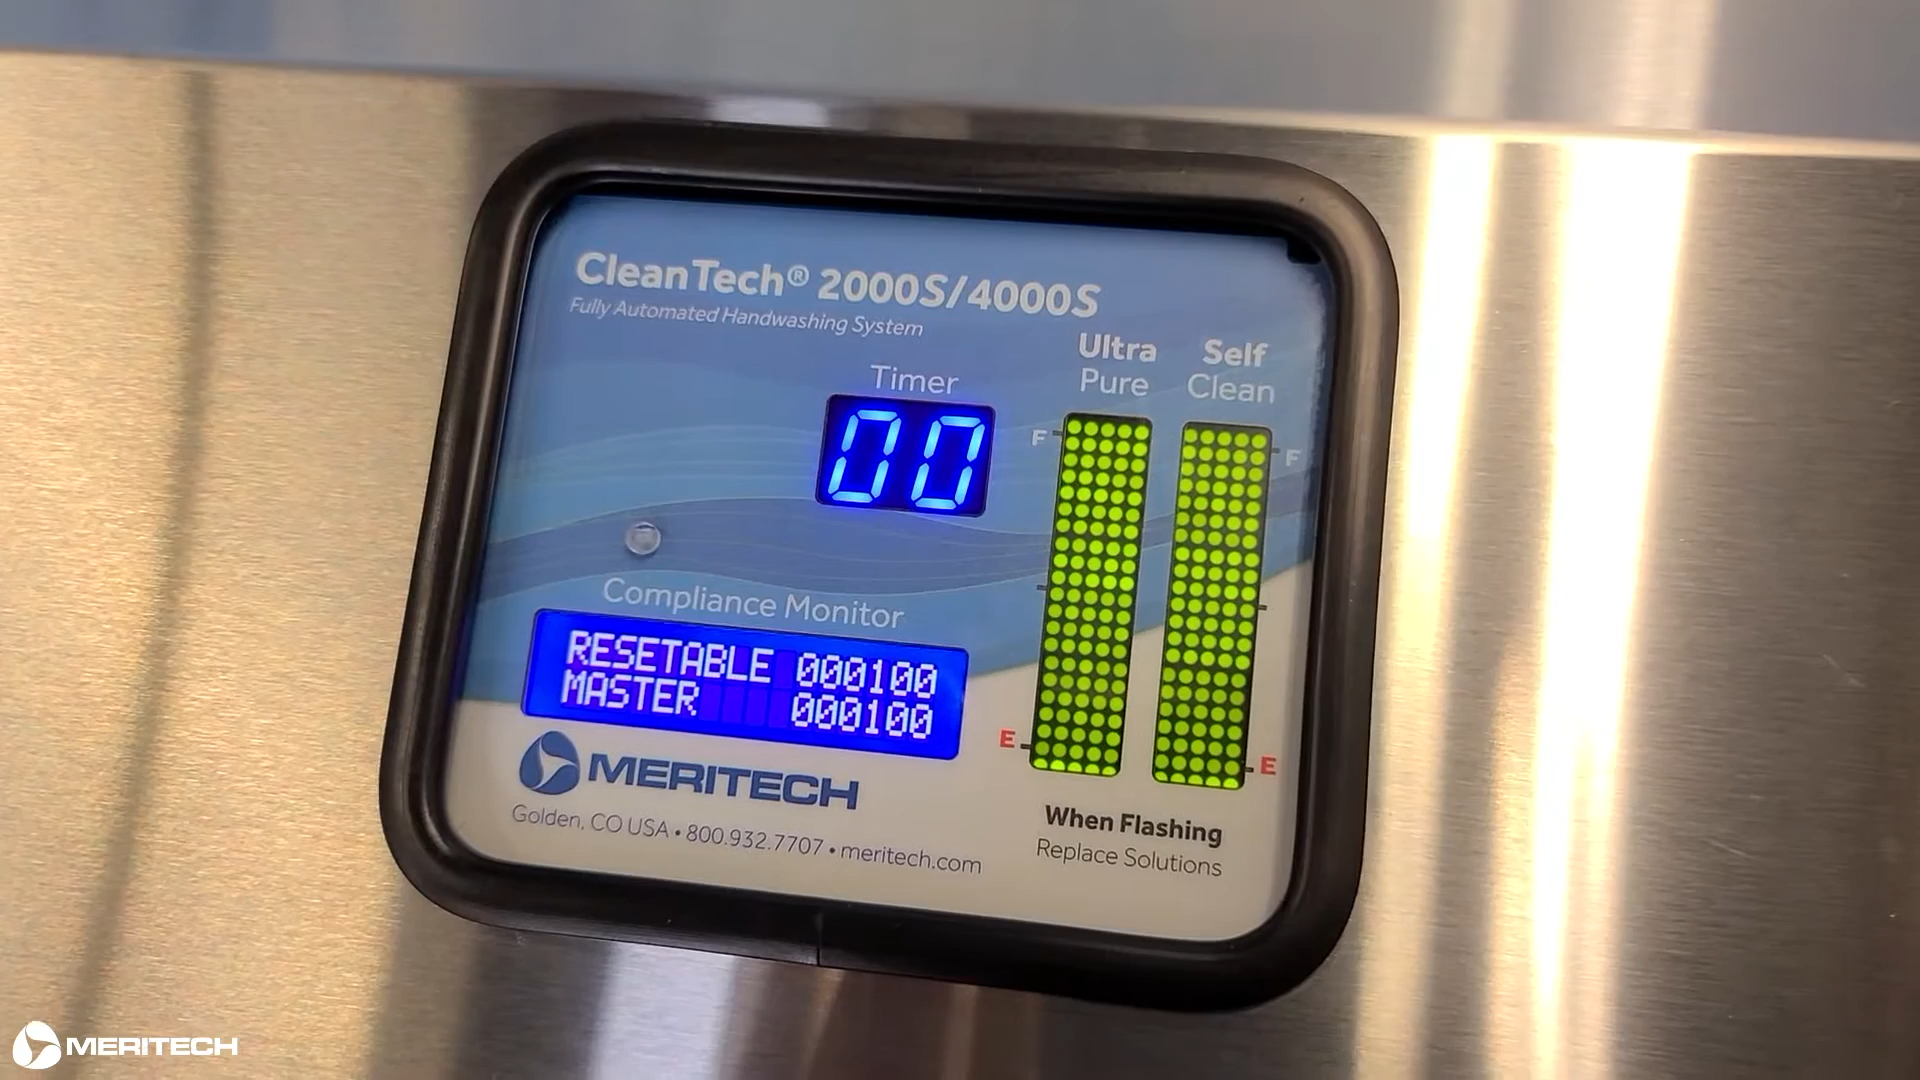 CleanTech® 2000S/4000S
Fully Automated Handwashing System
Timer
00
Ultra
Pure
Self
Clean
F
F
Compliance Monitor
RESETABLE 000100
MASTER 000100
E
E
MERITECH
Golden, CO USA • 800.932.7707 • meritech.com
When Flashing
Replace Solutions
MERITECH